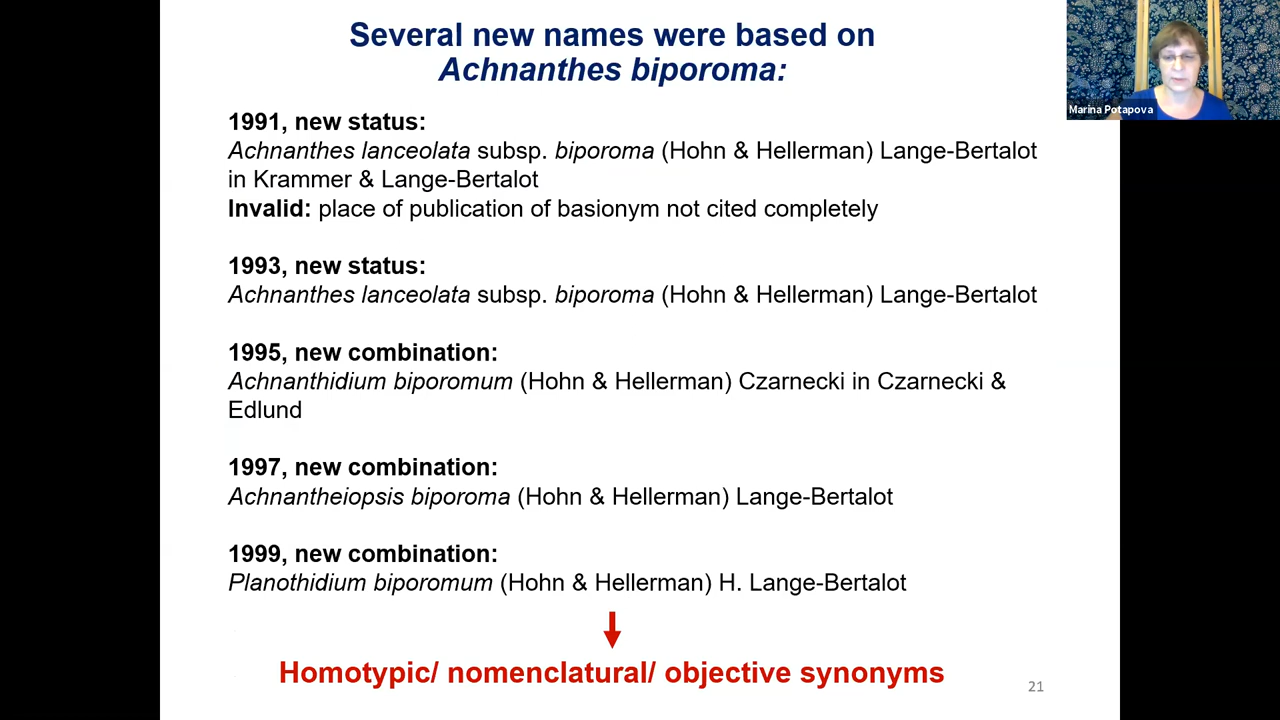 Several new names were based on
Achnanthes biporoma:
Marina Potapova
1991, new status:
Achnanthes lanceolata subsp. biporoma (Hohn & Hellerman) Lange-Bertalot
in Krammer & Lange-Bertalot
Invalid: place of publication of basionym not cited completely
1993, new status:
Achnanthes lanceolata subsp. biporoma (Hohn & Hellerman) Lange-Bertalot
1995, new combination:
Achnanthidium biporomum (Hohn & Hellerman) Czarnecki in Czarnecki &
Edlund
1997, new combination:
Achnantheiopsis biporoma (Hohn & Hellerman) Lange-Bertalot
1999, new combination:
Planothidium biporomum (Hohn & Hellerman) H. Lange-Bertalot
Homotypic/ nomenclatural/ objective synonyms
21